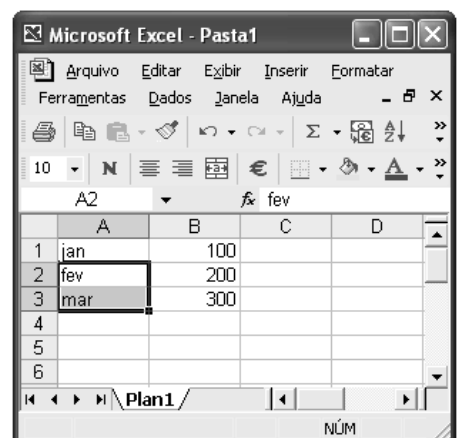 Microsoft Excel - Pasta1
Arquivo Editar Exibir Inserir Formatar
Ferramentas Dados Janela Ajuda
10 N
A2 fx fev
A B C D
1 jan 100
2 fev 200
3 mar 300
4
5
6
Plan1
NÚM